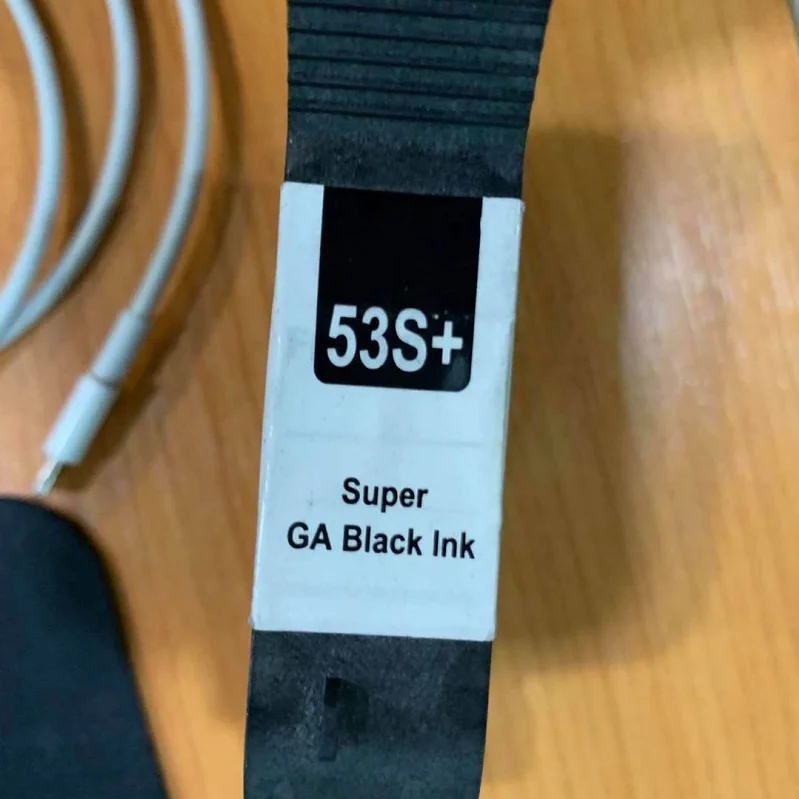 53S+
Super
GA Black Ink